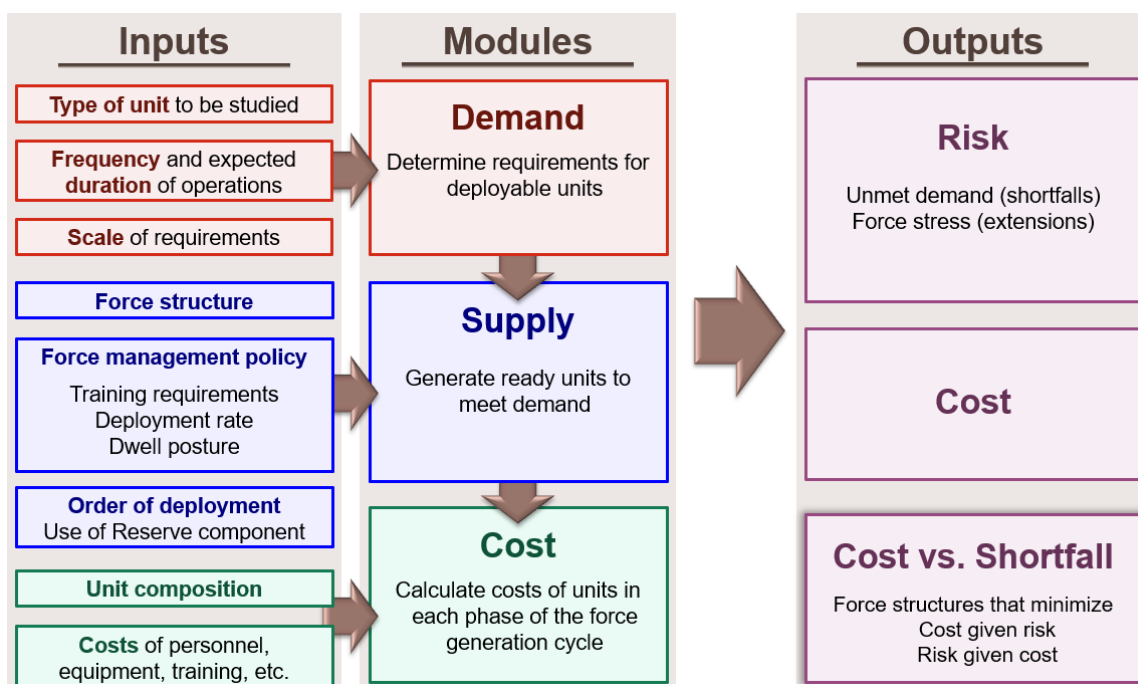 Inputs
Type of unit to be studied
Frequency and expected
duration of operations
Scale of requirements
Force structure
Force management policy
Training requirements
Deployment rate
Dwell posture
Order of deployment
Use of Reserve component
Unit composition
Costs of personnel,
equipment, training, etc.
Modules
Demand
Determine requirements for
deployable units
Supply
Generate ready units to
meet demand
Cost
Calculate costs of units in
each phase of the force
generation cycle
Outputs
Risk
Unmet demand (shortfalls)
Force stress (extensions)
Cost
Cost vs. Shortfall
Force structures that minimize
Cost given risk
Risk given cost